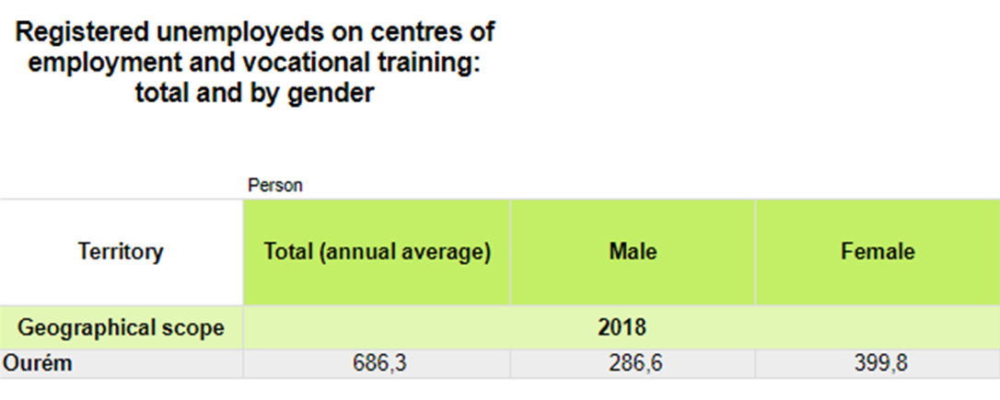 Registered unemployeds on centres of
employment and vocational training:
total and by gender
Person
Territory Total (annual average) Male Female
Geographical scope 2018
Ourém 686,3 286,6 399,8